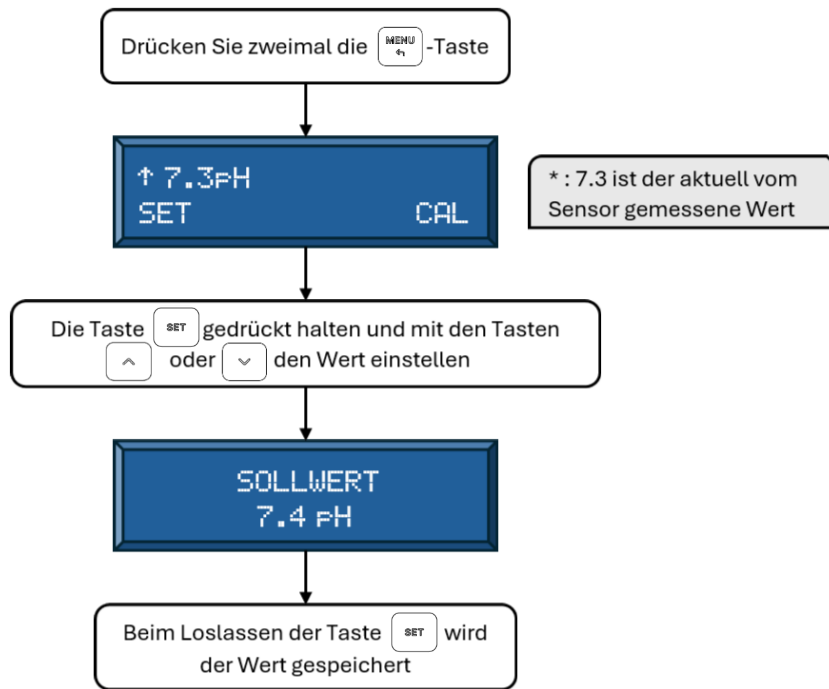 Drücken Sie zweimal die MENU -Taste
↑ 7.3pH
SET CAL
* : 7.3 ist der aktuell vom
Sensor gemessene Wert
Die Taste SET gedrückt halten und mit den Tasten
oder den Wert einstellen
SOLLWERT
7.4 pH
Beim Loslassen der Taste SET wird
der Wert gespeichert